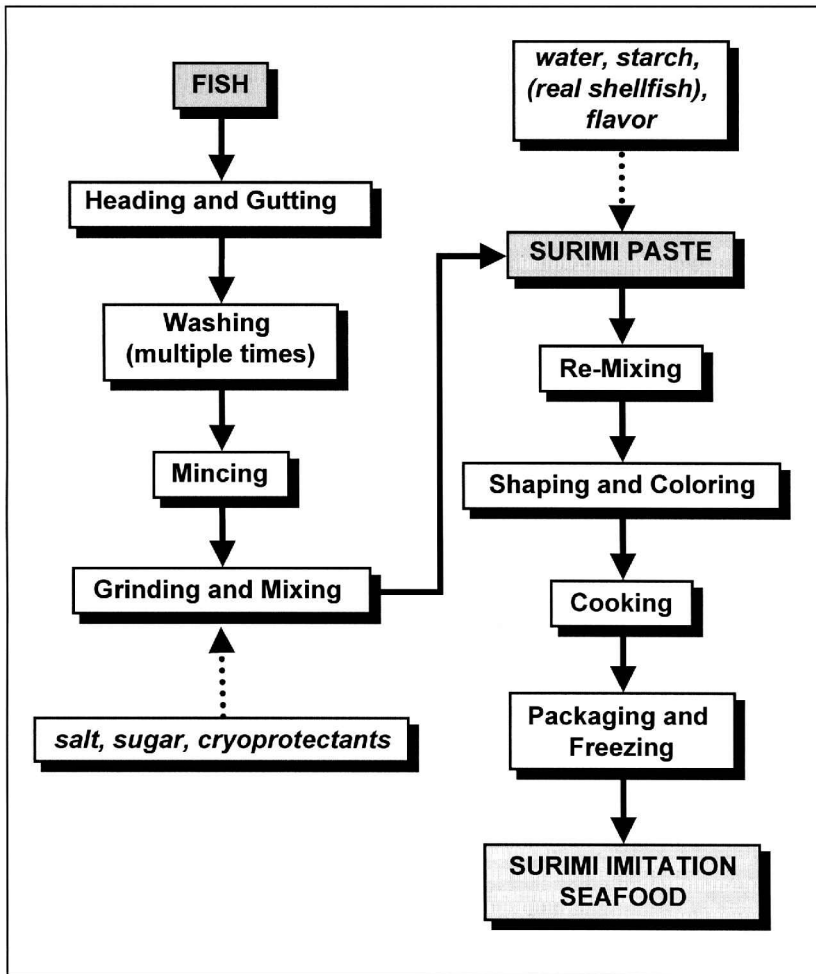 FISH
Heading and Gutting
Washing
(multiple times)
Mincing
Grinding and Mixing
salt, sugar, cryoprotectants
water, starch,
(real shellfish),
flavor
SURIMI PASTE
Re-Mixing
Shaping and Coloring
Cooking
Packaging and
Freezing
SURIMI IMITATION
SEAFOOD